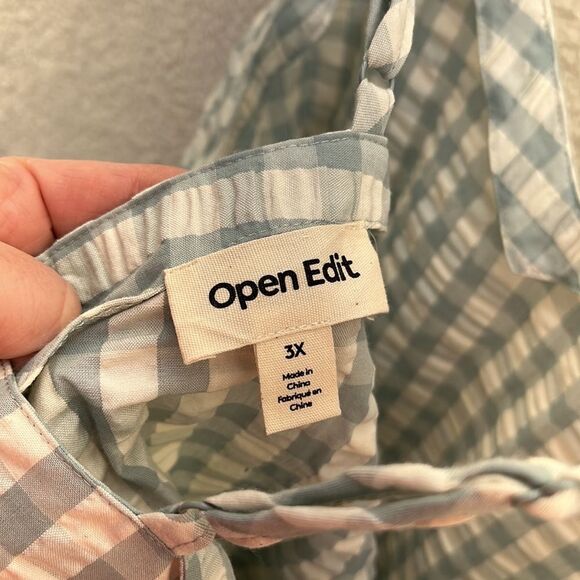 Open Edit
3X
Made in
China
Fabriqué en
Chine